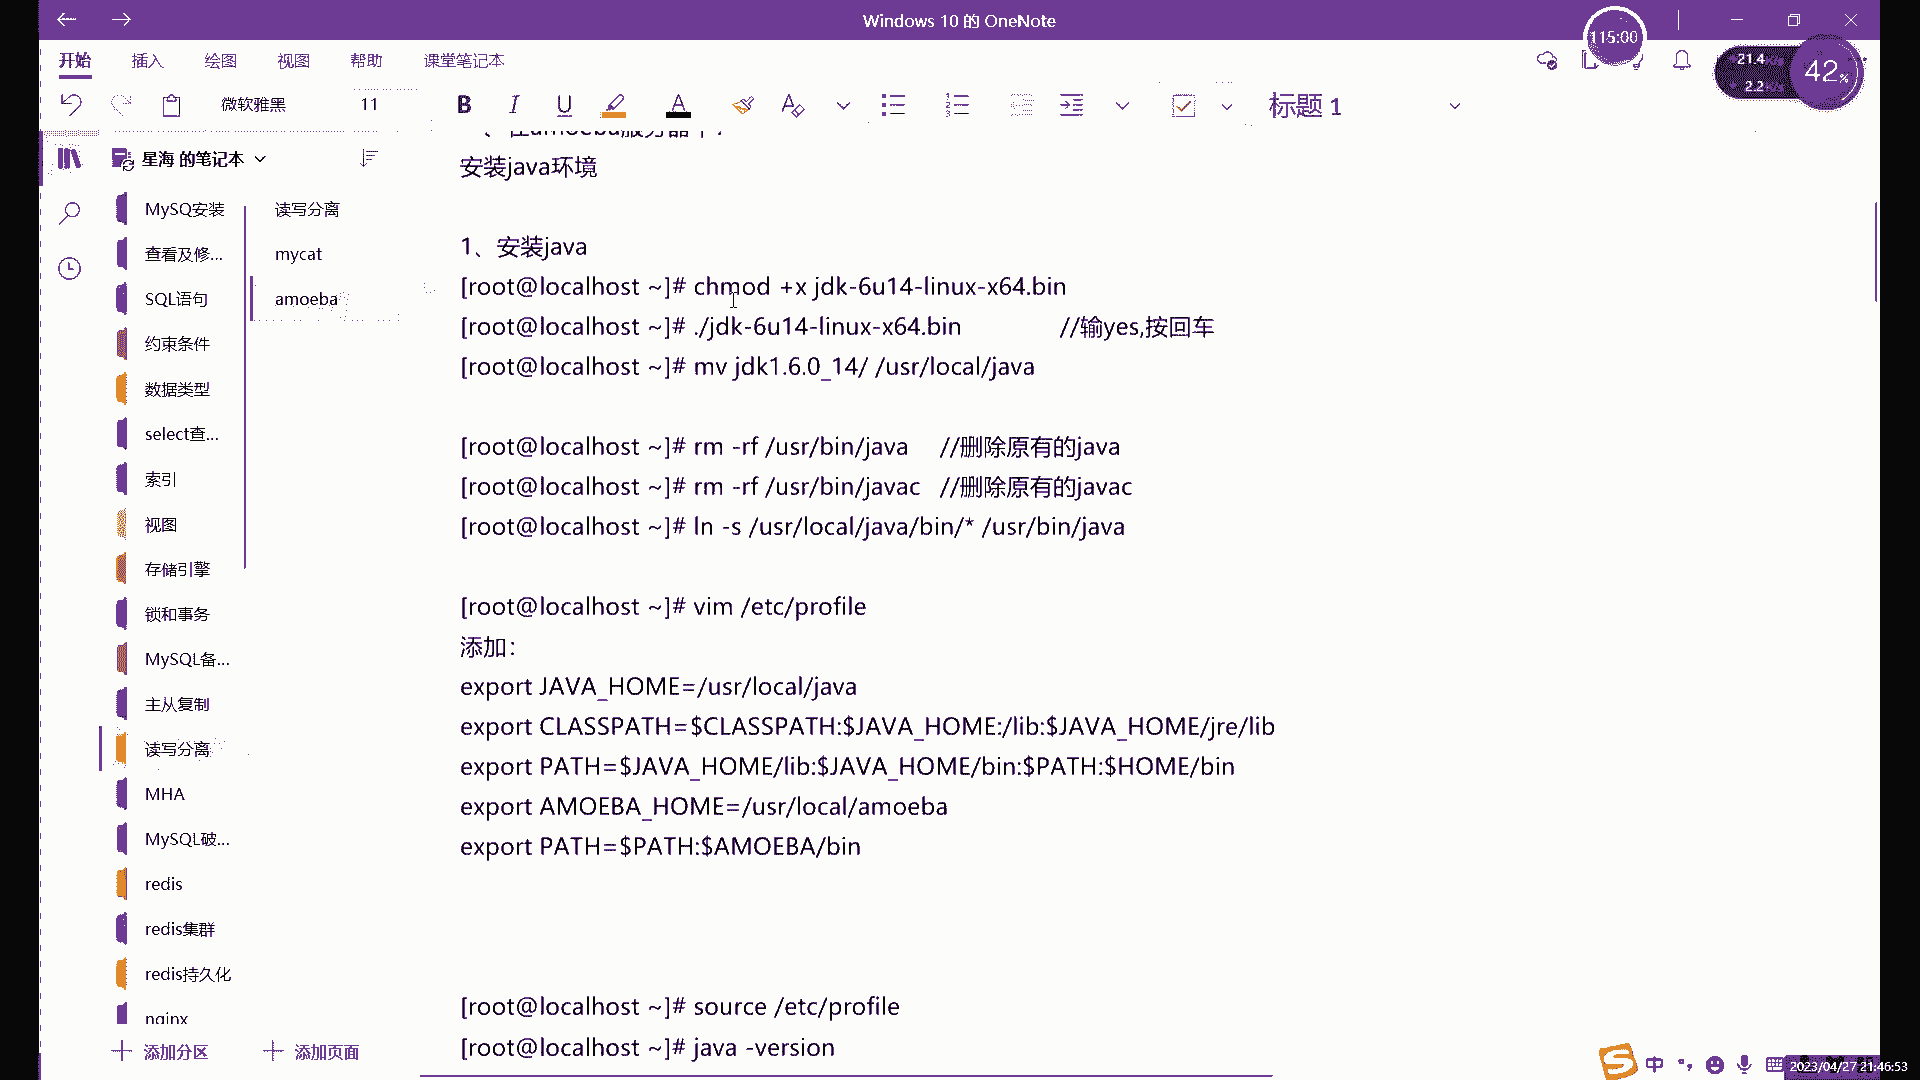 Windows 10 的 OneNote
115:00
开始 插入 绘图 视图 帮助 课堂笔记本
21.4
2.2
42%
微软雅黑 11 B I U A A 标题 1
星海 的笔记本
MySQ安装
查看及修...
SQL语句
约束条件
数据类型
select查...
索引
视图
存储引擎
锁和事务
MySQL备...
主从复制
读写分离
MHA
MySQL破...
redis
redis集群
redis持久化
nginx
添加分区
读写分离
mycat
amoeba
添加页面
、在amoeba服务器中:
安装java环境
1、安装java
[root@localhost ~]# chmod +x jdk-6u14-linux-x64.bin
[root@localhost ~]# ./jdk-6u14-linux-x64.bin //输yes,按回车
[root@localhost ~]# mv jdk1.6.0_14/ /usr/local/java
[root@localhost ~]# rm -rf /usr/bin/java //删除原有的java
[root@localhost ~]# rm -rf /usr/bin/javac //删除原有的javac
[root@localhost ~]# ln -s /usr/local/java/bin/* /usr/bin/java
[root@localhost ~]# vim /etc/profile
添加：
export JAVA_HOME=/usr/local/java
export CLASSPATH=$CLASSPATH:$JAVA_HOME:/lib:$JAVA_HOME/jre/lib
export PATH=$JAVA_HOME/lib:$JAVA_HOME/bin:$PATH:$HOME/bin
export AMOEBA_HOME=/usr/local/amoeba
export PATH=$PATH:$AMOEBA/bin
[root@localhost ~]# source /etc/profile
[root@localhost ~]# java -version
中
2023/04/27 21:46:53